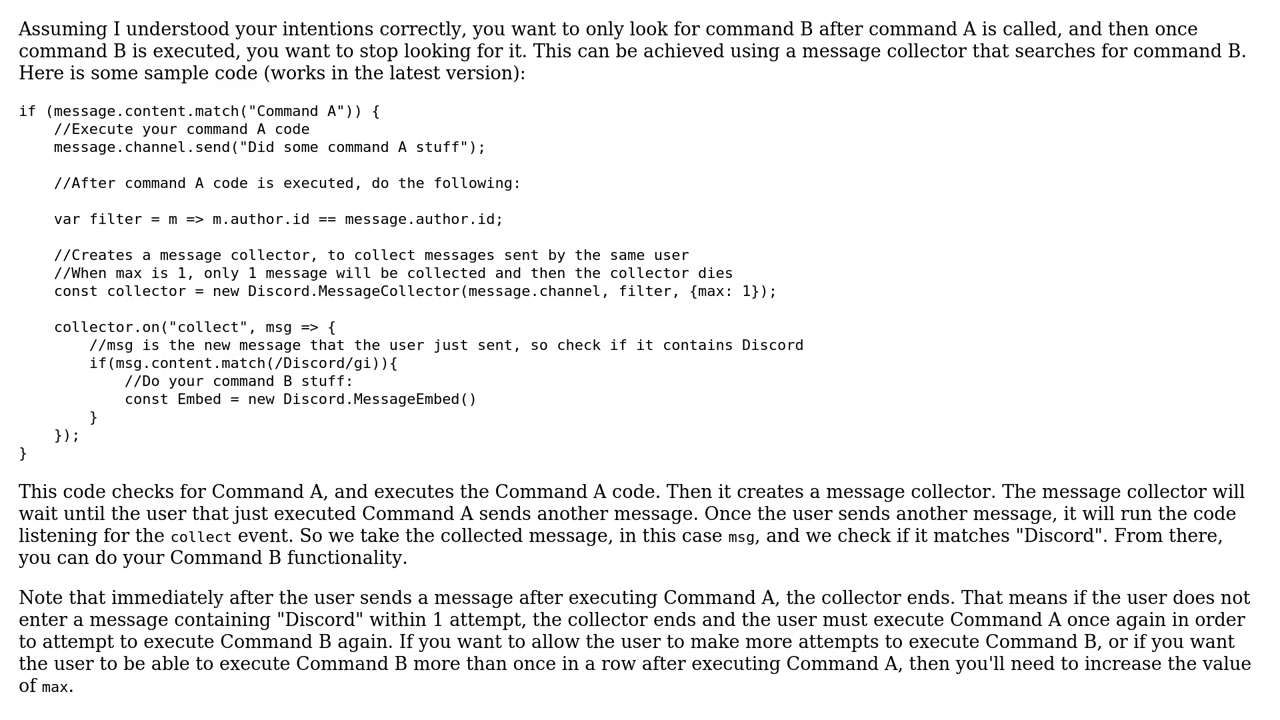 Assuming I understood your intentions correctly, you want to only look for command B after command A is called, and then once
command B is executed, you want to stop looking for it. This can be achieved using a message collector that searches for command B.
Here is some sample code (works in the latest version):
if (message.content.match("Command A")) {
    //Execute your command A code
    message.channel.send("Did some command A stuff");
    //After command A code is executed, do the following:
    var filter = m => m.author.id == message.author.id;
    //Creates a message collector, to collect messages sent by the same user
    //When max is 1, only 1 message will be collected and then the collector dies
    const collector = new Discord.MessageCollector(message.channel, filter, {max: 1});
    collector.on("collect", msg => {
        //msg is the new message that the user just sent, so check if it contains Discord
        if(msg.content.match(/Discord/gi)){
            //Do your command B stuff:
            const Embed = new Discord.MessageEmbed()
        }
    });
}
This code checks for Command A, and executes the Command A code. Then it creates a message collector. The message collector will
wait until the user that just executed Command A sends another message. Once the user sends another message, it will run the code
listening for the collect event. So we take the collected message, in this case msg, and we check if it matches "Discord". From there,
you can do your Command B functionality.
Note that immediately after the user sends a message after executing Command A, the collector ends. That means if the user does not
enter a message containing "Discord" within 1 attempt, the collector ends and the user must execute Command A once again in order
to attempt to execute Command B again. If you want to allow the user to make more attempts to execute Command B, or if you want
the user to be able to execute Command B more than once in a row after executing Command A, then you'll need to increase the value
of max.